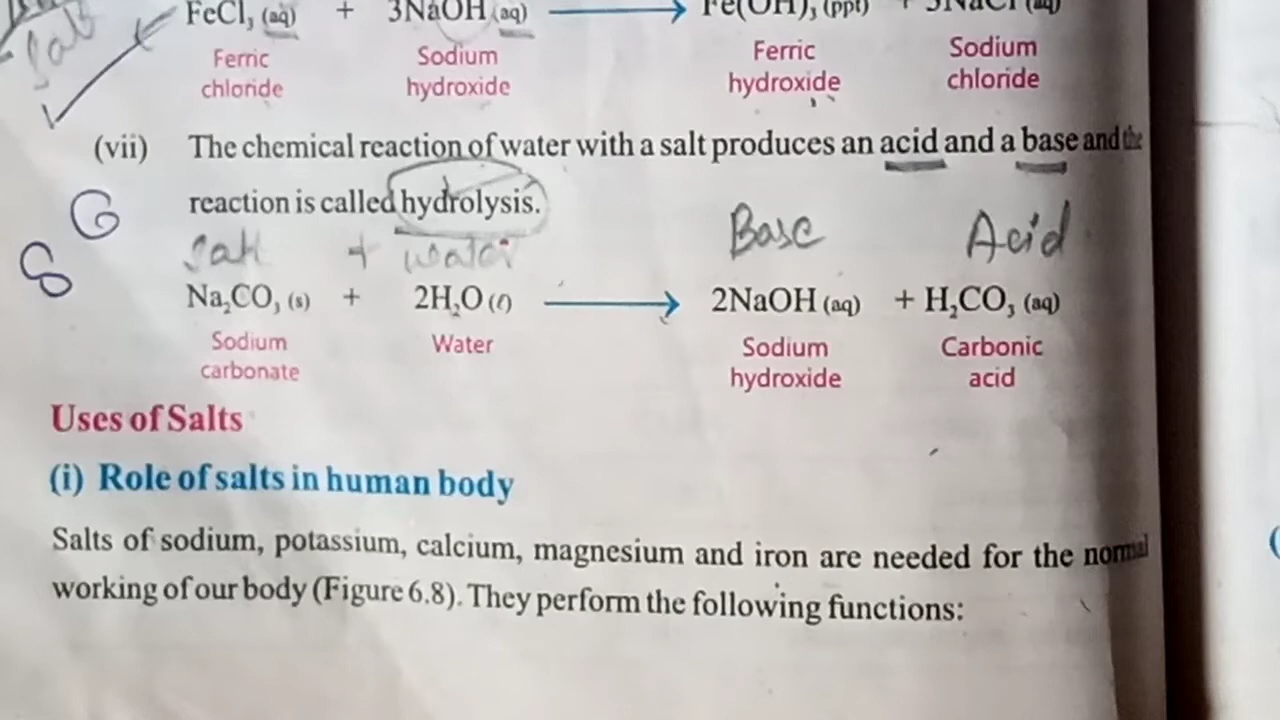 FeCl₃ (aq) + 3NaOH (aq) ⟶ Fe(OH)₃ (ppt) + 3NaCl (aq)
Ferric chloride Sodium hydroxide Ferric hydroxide Sodium chloride
Salt
(vii) The chemical reaction of water with a salt produces an acid and a base and the
reaction is called hydrolysis.
G
S
Salt + water Base Acid
Na₂CO₃ (s) + 2H₂O (l) ⟶ 2NaOH (aq) + H₂CO₃ (aq)
Sodium carbonate Water Sodium hydroxide Carbonic acid
Uses of Salts
(i) Role of salts in human body
Salts of sodium, potassium, calcium, magnesium and iron are needed for the normal
working of our body (Figure 6.8). They perform the following functions: